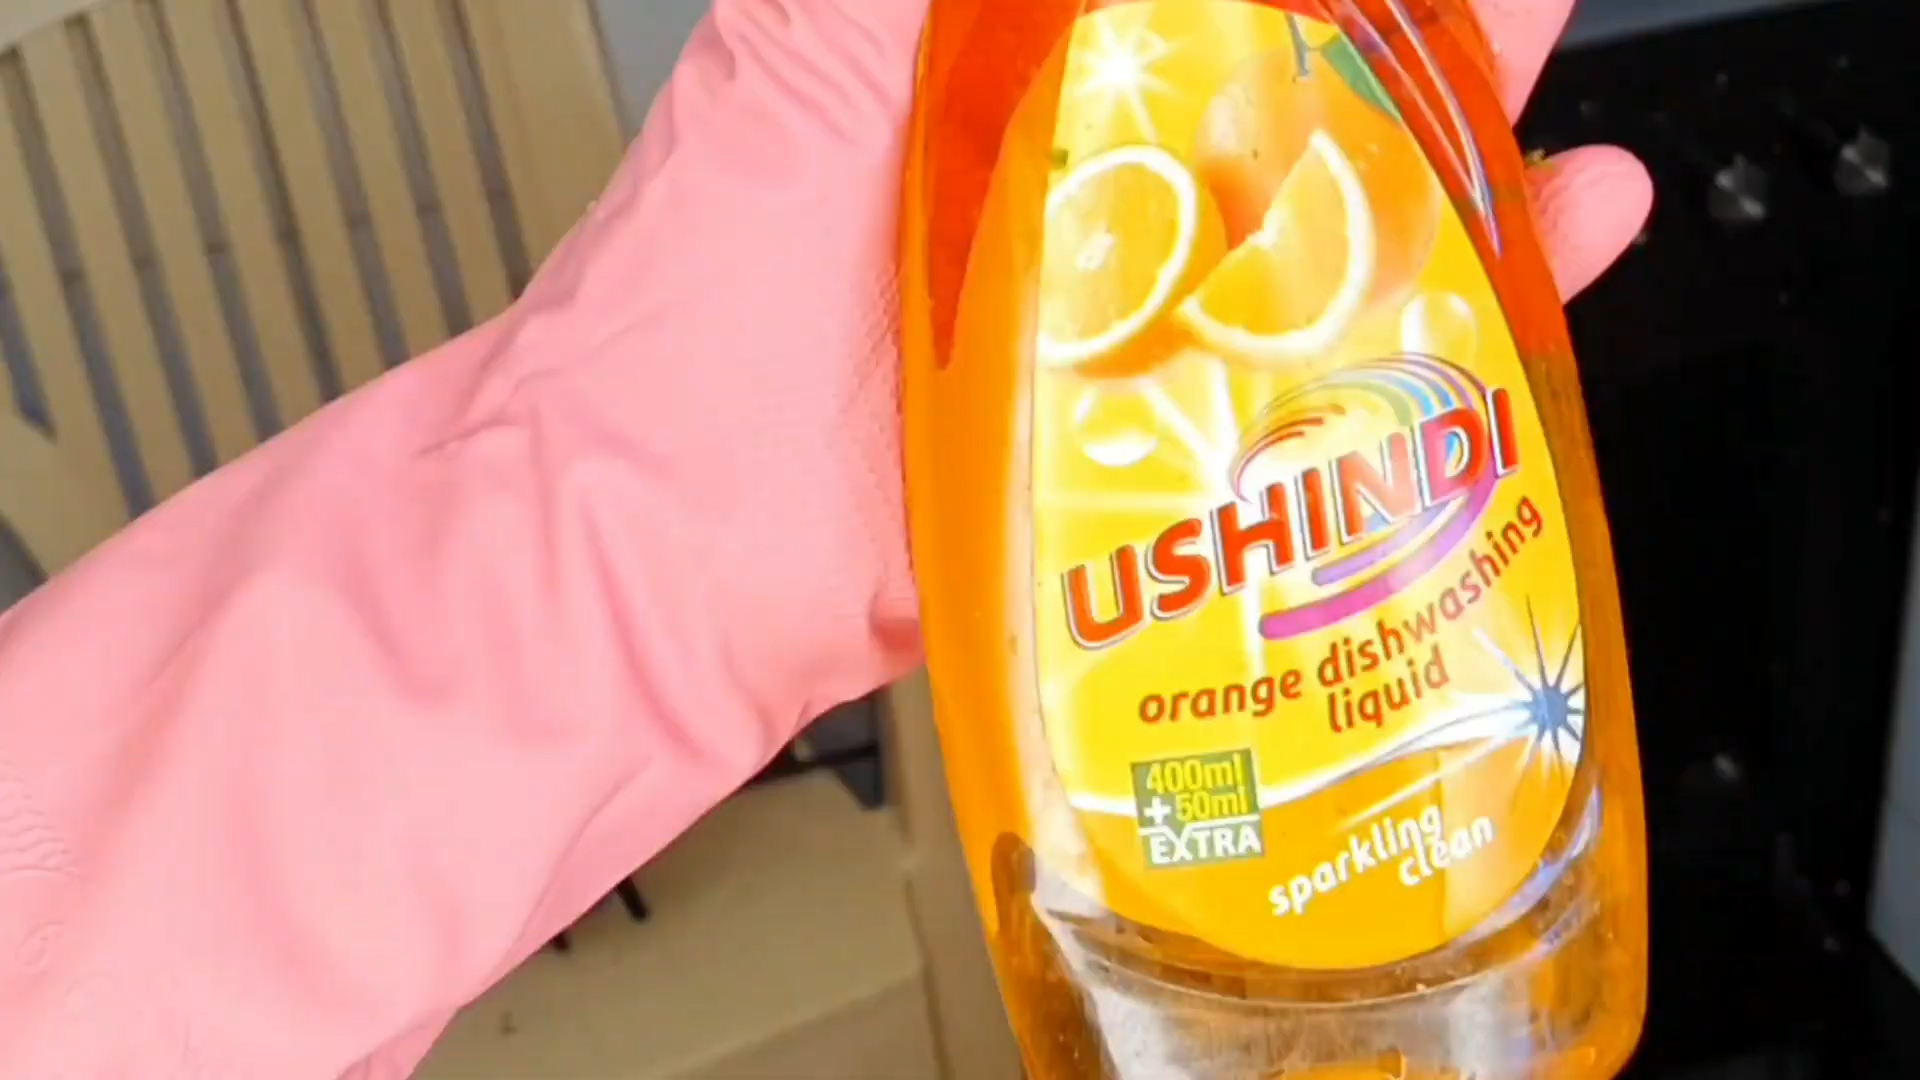 USHINDI
orange dishwashing
liquid
400ml
+50ml
EXTRA
sparkling
clean